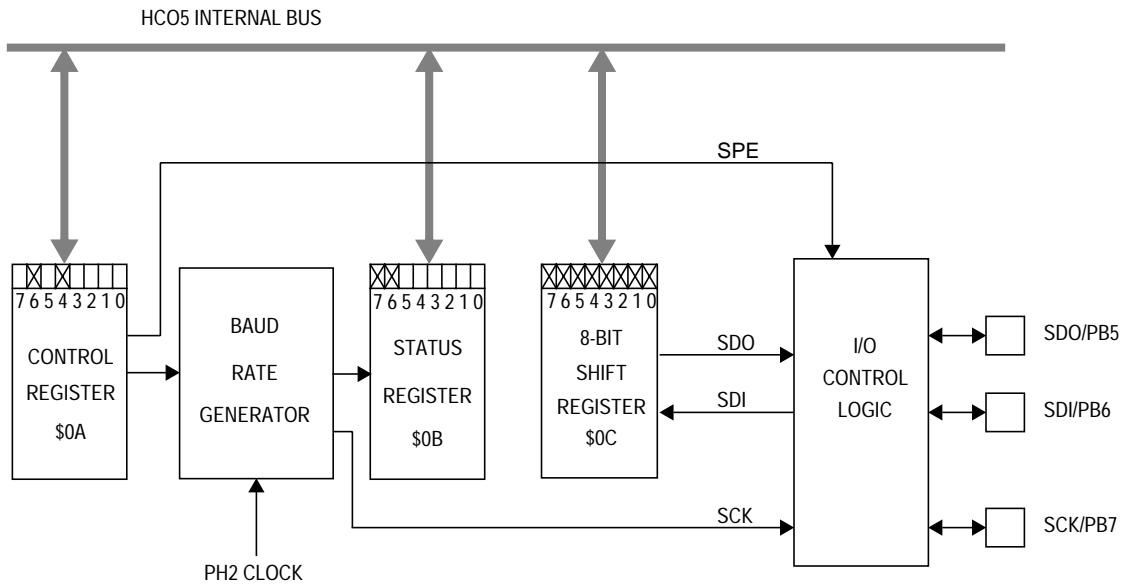 HCO5 INTERNAL BUS
SPE
7 6 5 4 3 2 1 0
CONTROL
REGISTER
$0A
BAUD
RATE
GENERATOR
7 6 5 4 3 2 1 0
STATUS
REGISTER
$0B
7 6 5 4 3 2 1 0
8-BIT
SHIFT
REGISTER
$0C
SDO
SDI
SCK
I/O
CONTROL
LOGIC
SDO/PB5
SDI/PB6
SCK/PB7
PH2 CLOCK